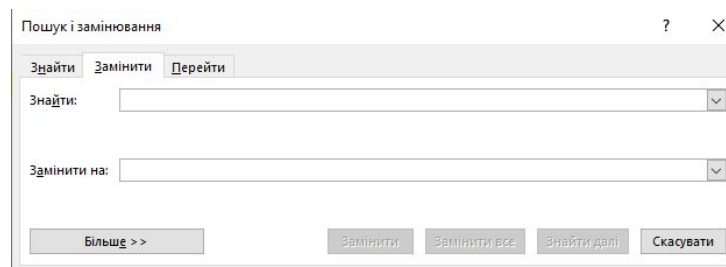 Пошук і замінювання ? ×
Знайти Замінити Перейти
Знайти:
Замінити на:
Більше >> Замінити Замінити все Знайти далі Скасувати